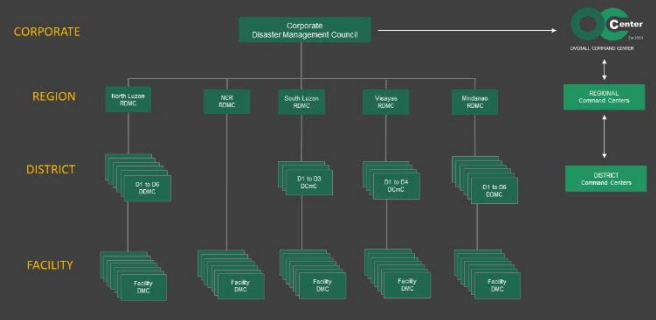 CORPORATE
Corporate
Disaster Management Council
Center
OVERALL COMMAND CENTER
REGION
North Luzon
RDMC
NCR
RDMC
South Luzon
RDMC
Visayas
RDMC
Mindanao
RDMC
REGIONAL
Command Centers
DISTRICT
D1 to D6
DDMC
D1 to D3
DCmC
D1 to D4
DCmC
D1 to D6
DDMC
DISTRICT
Command Centers
FACILITY
Facility
DMC
Facility
DMC
Facility
DMC
Facility
DMC
Facility
DMC